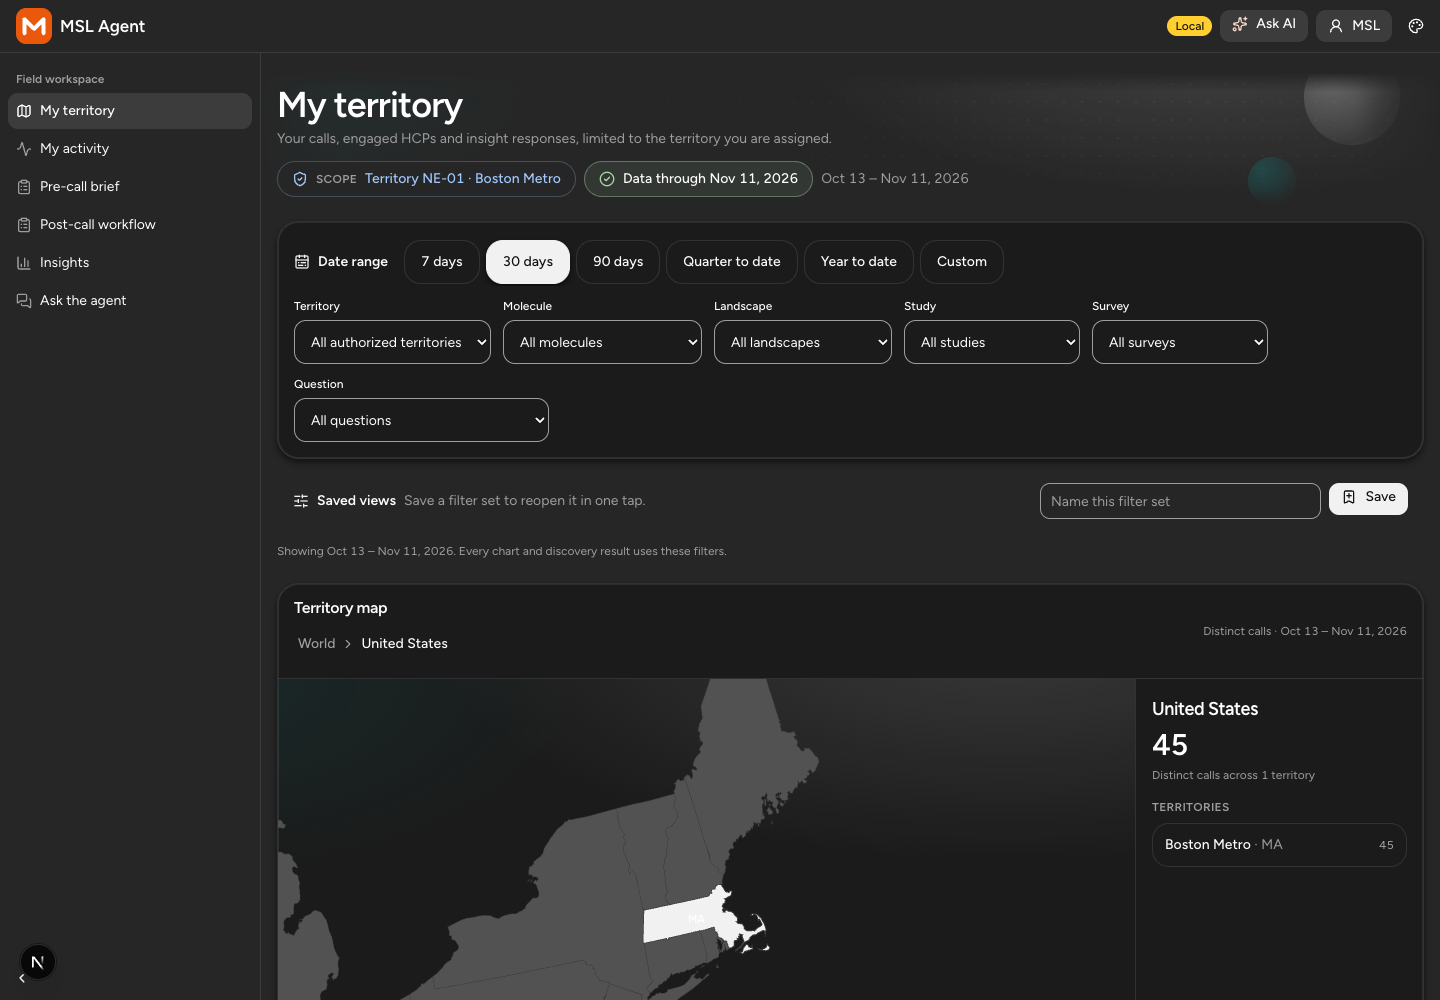 MSL Agent
Local
Ask AI
MSL
Field workspace
My territory
My activity
Pre-call brief
Post-call workflow
Insights
Ask the agent
My territory
Your calls, engaged HCPs and insight responses, limited to the territory you are assigned.
SCOPE Territory NE-01 · Boston Metro
Data through Nov 11, 2026
Oct 13 – Nov 11, 2026
Date range
7 days
30 days
90 days
Quarter to date
Year to date
Custom
Territory
All authorized territories
Molecule
All molecules
Landscape
All landscapes
Study
All studies
Survey
All surveys
Question
All questions
Saved views Save a filter set to reopen it in one tap.
Name this filter set
Save
Showing Oct 13 – Nov 11, 2026. Every chart and discovery result uses these filters.
Territory map
World > United States
Distinct calls · Oct 13 – Nov 11, 2026
MA
United States
45
Distinct calls across 1 territory
TERRITORIES
Boston Metro · MA 45
N